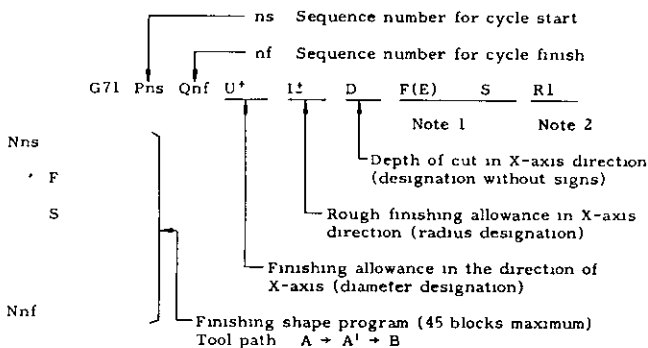 ns Sequence number for cycle start
nf Sequence number for cycle finish
G71 Pns Qnf U+ I± D F(E) S R1
Note 1 Note 2
Nns
F
S
Nnf
Depth of cut in X-axis direction
(designation without signs)
Rough finishing allowance in X-axis
direction (radius designation)
Finishing allowance in the direction of
X-axis (diameter designation)
Finishing shape program (45 blocks maximum)
Tool path A → A' → B